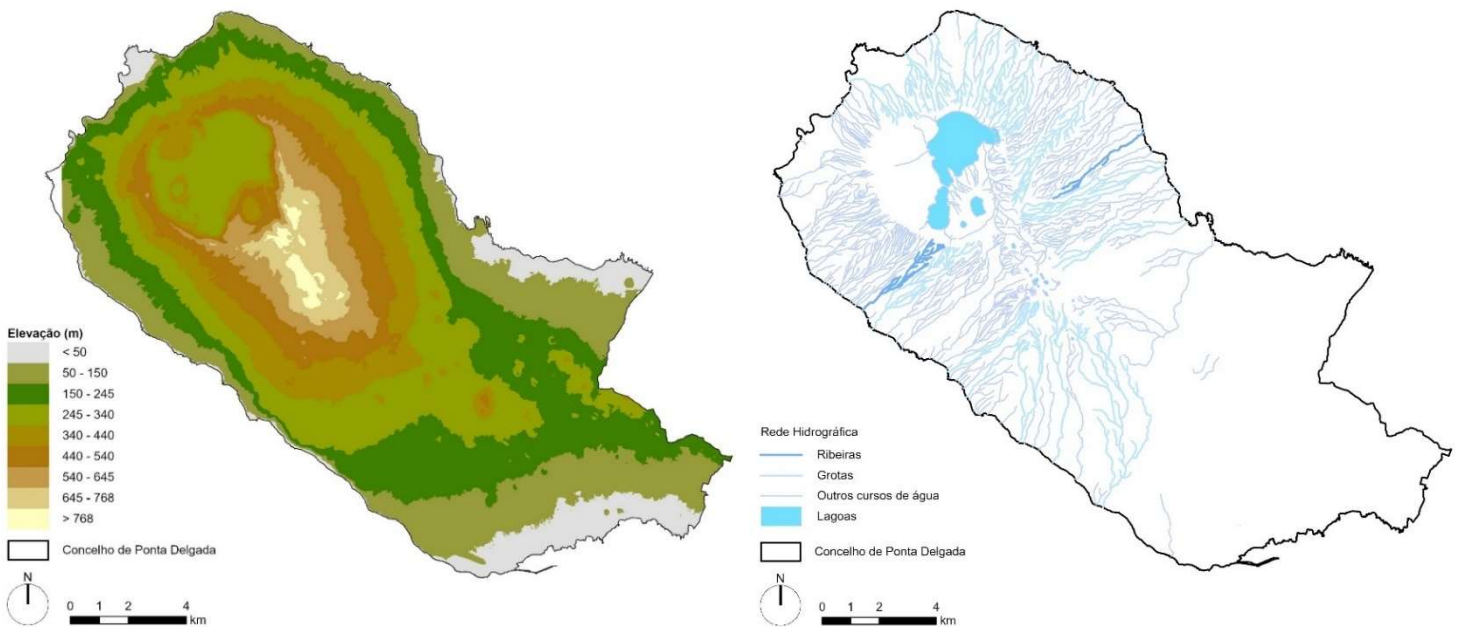 Elevação (m)
< 50
50 - 150
150 - 245
245 - 340
340 - 440
440 - 540
540 - 645
645 - 768
> 768
Concelho de Ponta Delgada
N
0 1 2 4
km
Rede Hidrográfica
Ribeiras
Grotas
Outros cursos de água
Lagoas
Concelho de Ponta Delgada
N
0 1 2 4
km